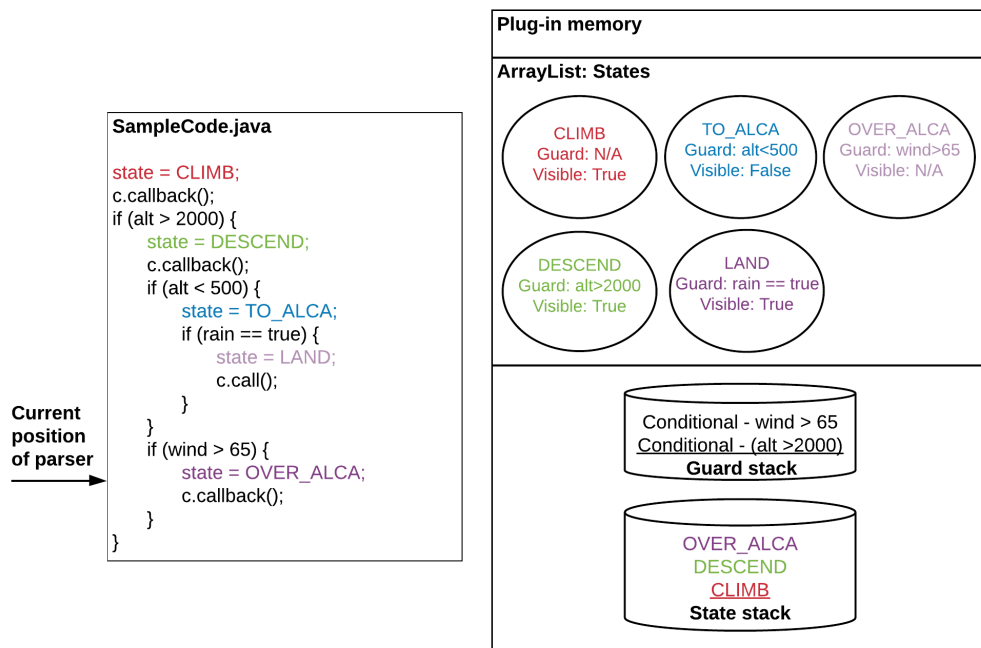 Plug-in memory
ArrayList: States
CLIMB
Guard: N/A
Visible: True
TO_ALCA
Guard: alt<500
Visible: False
OVER_ALCA
Guard: wind>65
Visible: N/A
DESCEND
Guard: alt>2000
Visible: True
LAND
Guard: rain == true
Visible: True
SampleCode.java
state = CLIMB;
c.callback();
if (alt > 2000) {
state = DESCEND;
c.callback();
if (alt < 500) {
state = TO_ALCA;
if (rain == true) {
state = LAND;
c.call();
}
}
if (wind > 65) {
state = OVER_ALCA;
c.callback();
}
}
Current
position
of parser
Conditional - wind > 65
Conditional - (alt >2000)
Guard stack
OVER_ALCA
DESCEND
CLIMB
State stack